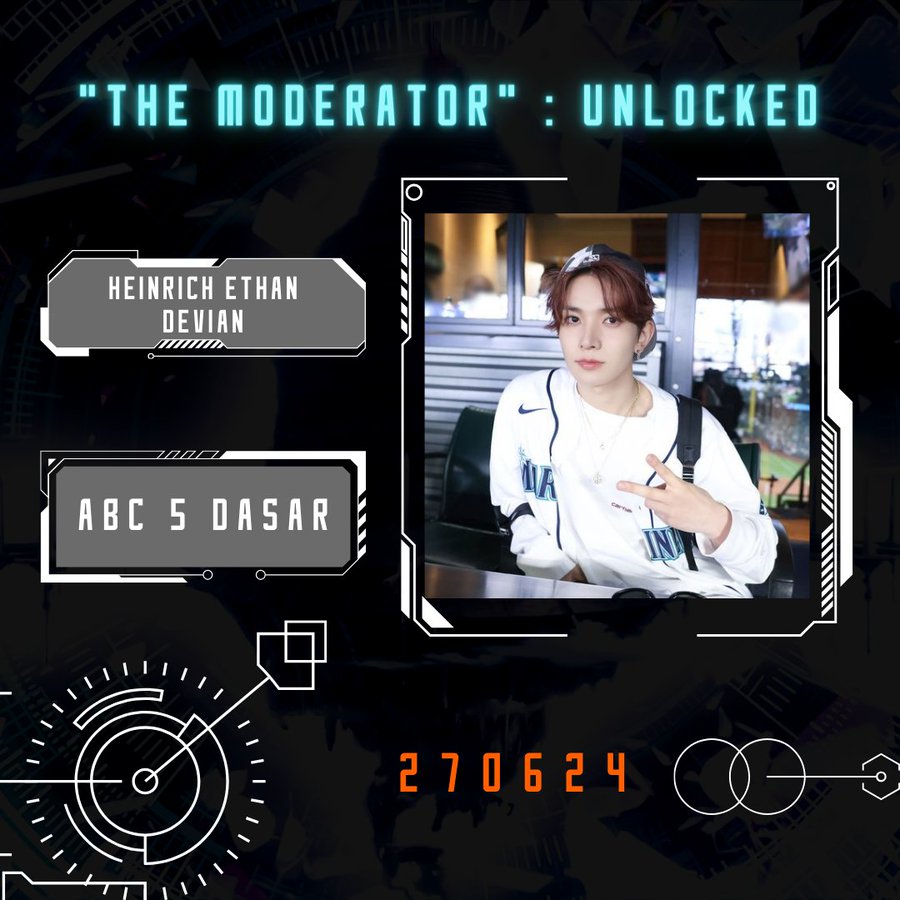 "THE MODERATOR" : UNLOCKED
HEINRICH ETHAN
DEVIAN
ABC 5 DASAR
270624